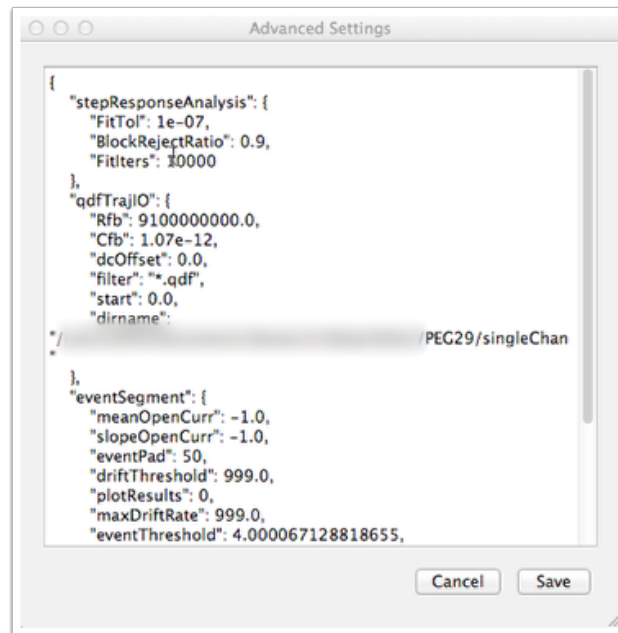 Advanced Settings
{
"stepResponseAnalysis": {
"FitTol": 1e-07,
"BlockRejectRatio": 0.9,
"FitIters": 10000
},
"qdfTrajIO": {
"Rfb": 9100000000.0,
"Cfb": 1.07e-12,
"dcOffset": 0.0,
"filter": "*.qdf",
"start": 0.0,
"dirname":
"/ /PEG29/singleChan
"
},
"eventSegment": {
"meanOpenCurr": -1.0,
"slopeOpenCurr": -1.0,
"eventPad": 50,
"driftThreshold": 999.0,
"plotResults": 0,
"maxDriftRate": 999.0,
"eventThreshold": 4.000067128818655,
Cancel Save